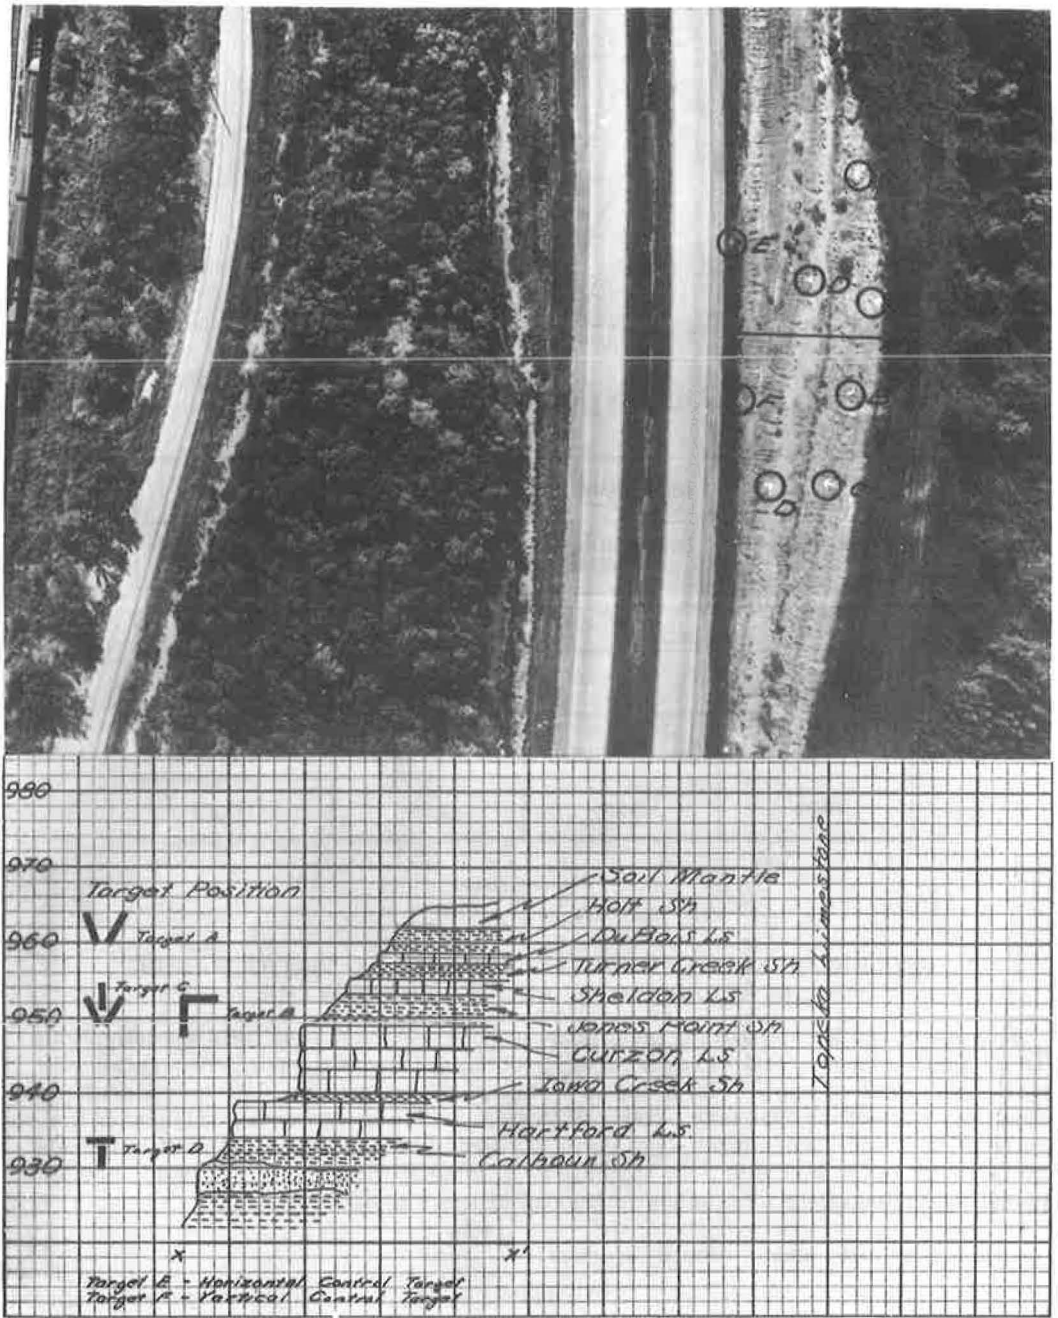 E
D
F
B
D
C
980
970
960
950
940
930
Target Position
Target A
Target C
Target B
Target D
Soil Mantle
Holt Sh
DuBois Ls
Turner Creek Sh
Sheldon Ls
Jones Point Sh
Curzon Ls
Iowa Creek Sh
Hartford Ls.
Calhoun Sh
Topeka Limestone
X
X'
Target E - Horizontal Control Target
Target F - Vertical Control Target